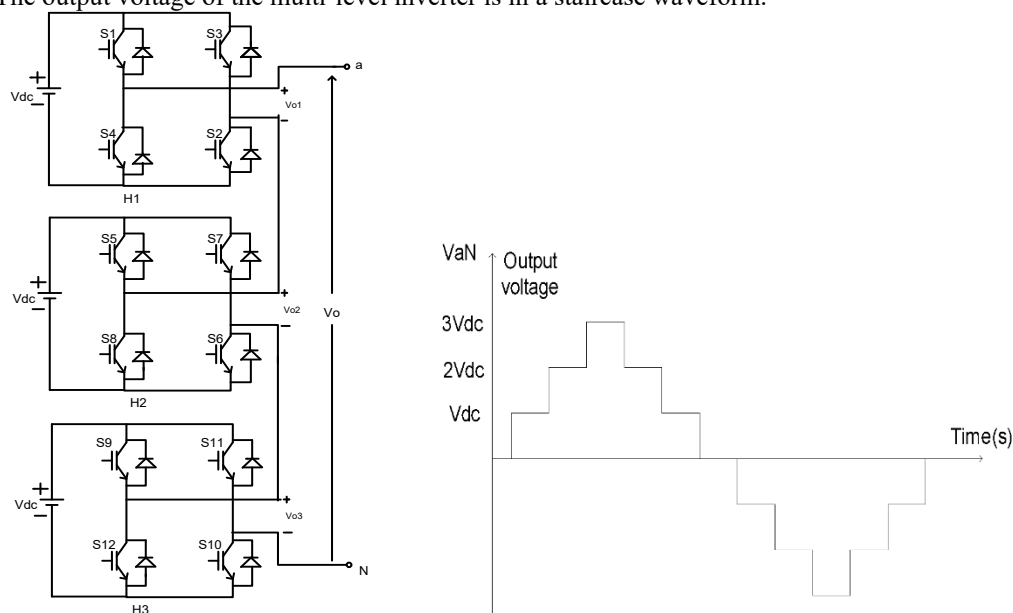 The output voltage of the multi-level inverter is in a staircase waveform.
S1
S3
a
+
Vdc
−
+
Vo1
−
S4
S2
H1
S5
S7
+
Vdc
−
+
Vo2
−
Vo
S8
S6
H2
S9
S11
+
Vdc
−
+
Vo3
−
S12
S10
N
H3
VaN
Output
voltage
3Vdc
2Vdc
Vdc
Time(s)